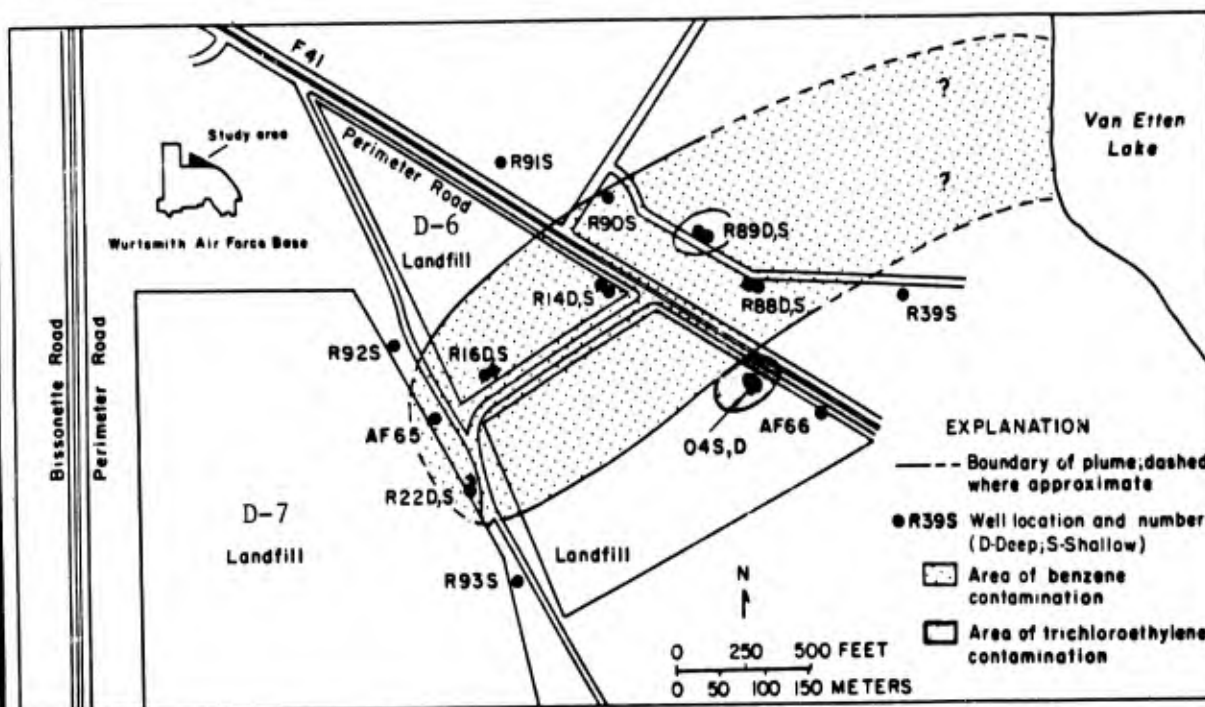 F 41
Van Etten
Lake
?
Study area
Perimeter Road
R91S
?
R90S
R89D,S
D-6
Wurtsmith Air Force Base
Landfill
R14D,S
R88D,S
R39S
R92S
R16D,S
Bissonette Road
Perimeter Road
AF65
AF66
04S,D
R22D,S
D-7
Landfill
Landfill
R93S
N
0 250 500 FEET
0 50 100 150 METERS
EXPLANATION
Boundary of plume; dashed
where approximate
R39S Well location and number
(D-Deep; S-Shallow)
Area of benzene
contamination
Area of trichloroethylene
contamination